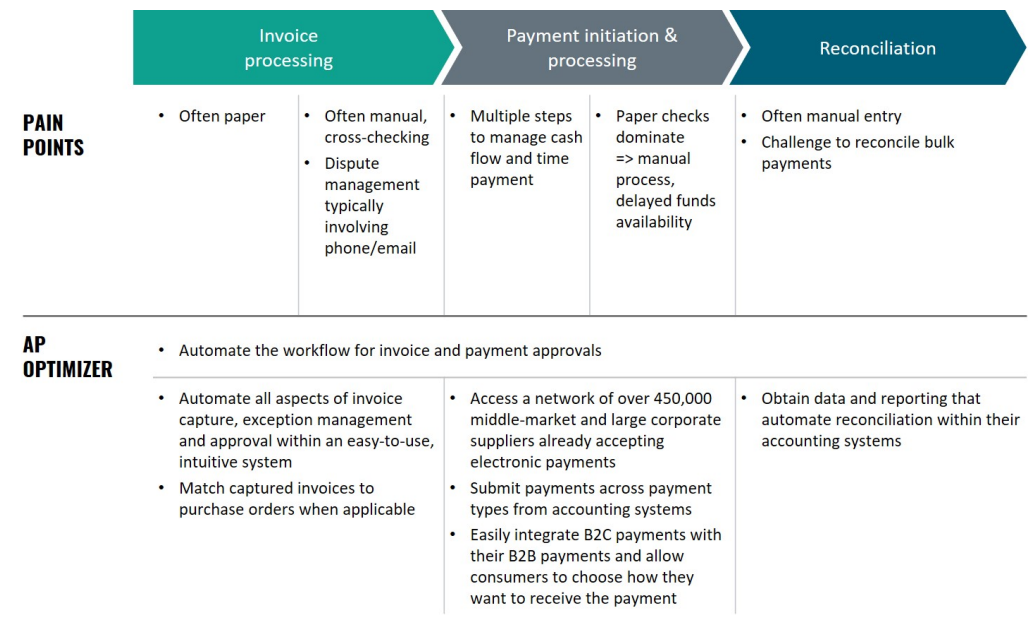 Invoice
processing
Payment initiation &
processing
Reconciliation
PAIN
POINTS
• Often paper
• Often manual,
cross-checking
• Dispute
management
typically
involving
phone/email
• Multiple steps
to manage cash
flow and time
payment
• Paper checks
dominate
=> manual
process,
delayed funds
availability
• Often manual entry
• Challenge to reconcile bulk
payments
AP
OPTIMIZER
• Automate the workflow for invoice and payment approvals
• Automate all aspects of invoice
capture, exception management
and approval within an easy-to-use,
intuitive system
• Match captured invoices to
purchase orders when applicable
• Access a network of over 450,000
middle-market and large corporate
suppliers already accepting
electronic payments
• Submit payments across payment
types from accounting systems
• Easily integrate B2C payments with
their B2B payments and allow
consumers to choose how they
want to receive the payment
• Obtain data and reporting that
automate reconciliation within their
accounting systems